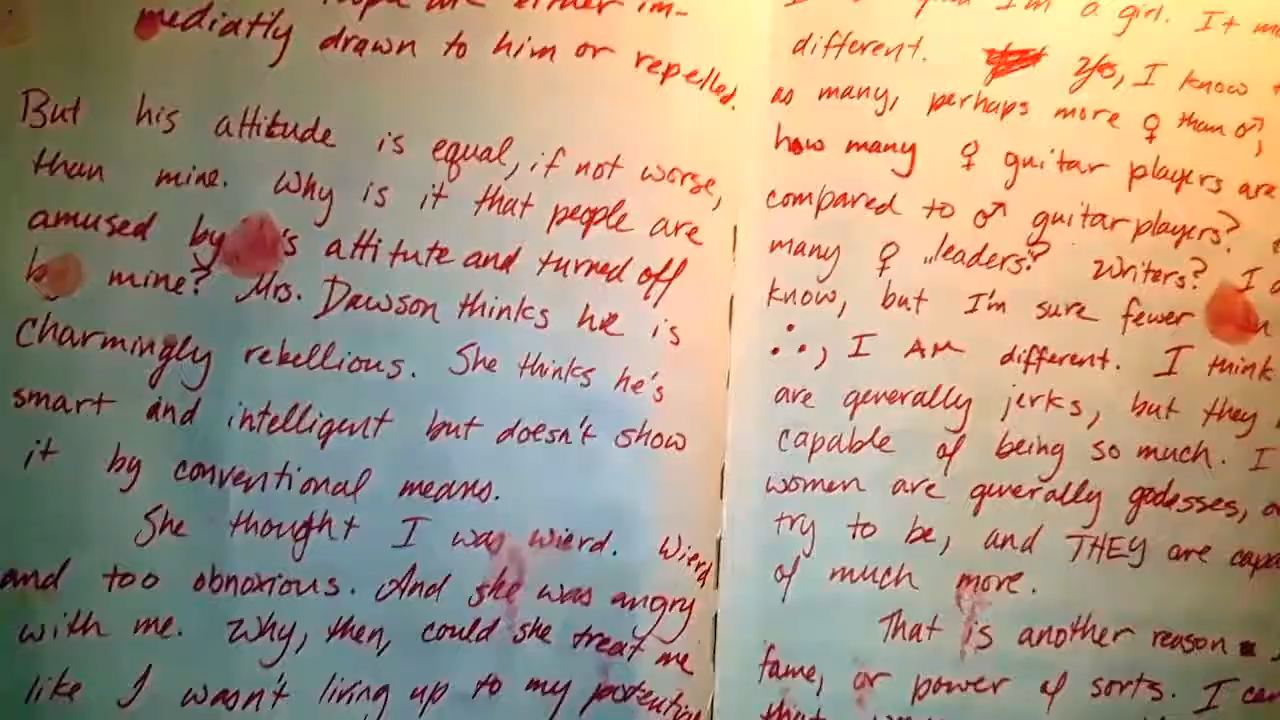 either im-
mediatly drawn to him or repelled.
But his attitude is equal, if not worse,
than mine. Why is it that people are
amused by 's attitute and turned off
mine? Mrs. Dawson thinks he is
charmingly rebellious. She thinks he's
smart and intelligent but doesn't show
it by conventional means.
She thought I was wierd. Wierd
and too obnoxious. And she was angry
with me. Why, then, could she treat me
like I wasn't living up to my
I'm a girl. It
different. I know
as many, perhaps more ♀ than ♂,
how many ♀ guitar players are
compared to ♂ guitar players?
many ♀ "leaders?" Writers? I
know, but I'm sure fewer
∴, I AM different. I think
are generally jerks, but they
capable of being so much. I
women are generally godesses,
try to be, and THEY are
of much more.
That is another reason
fame, or power of sorts. I